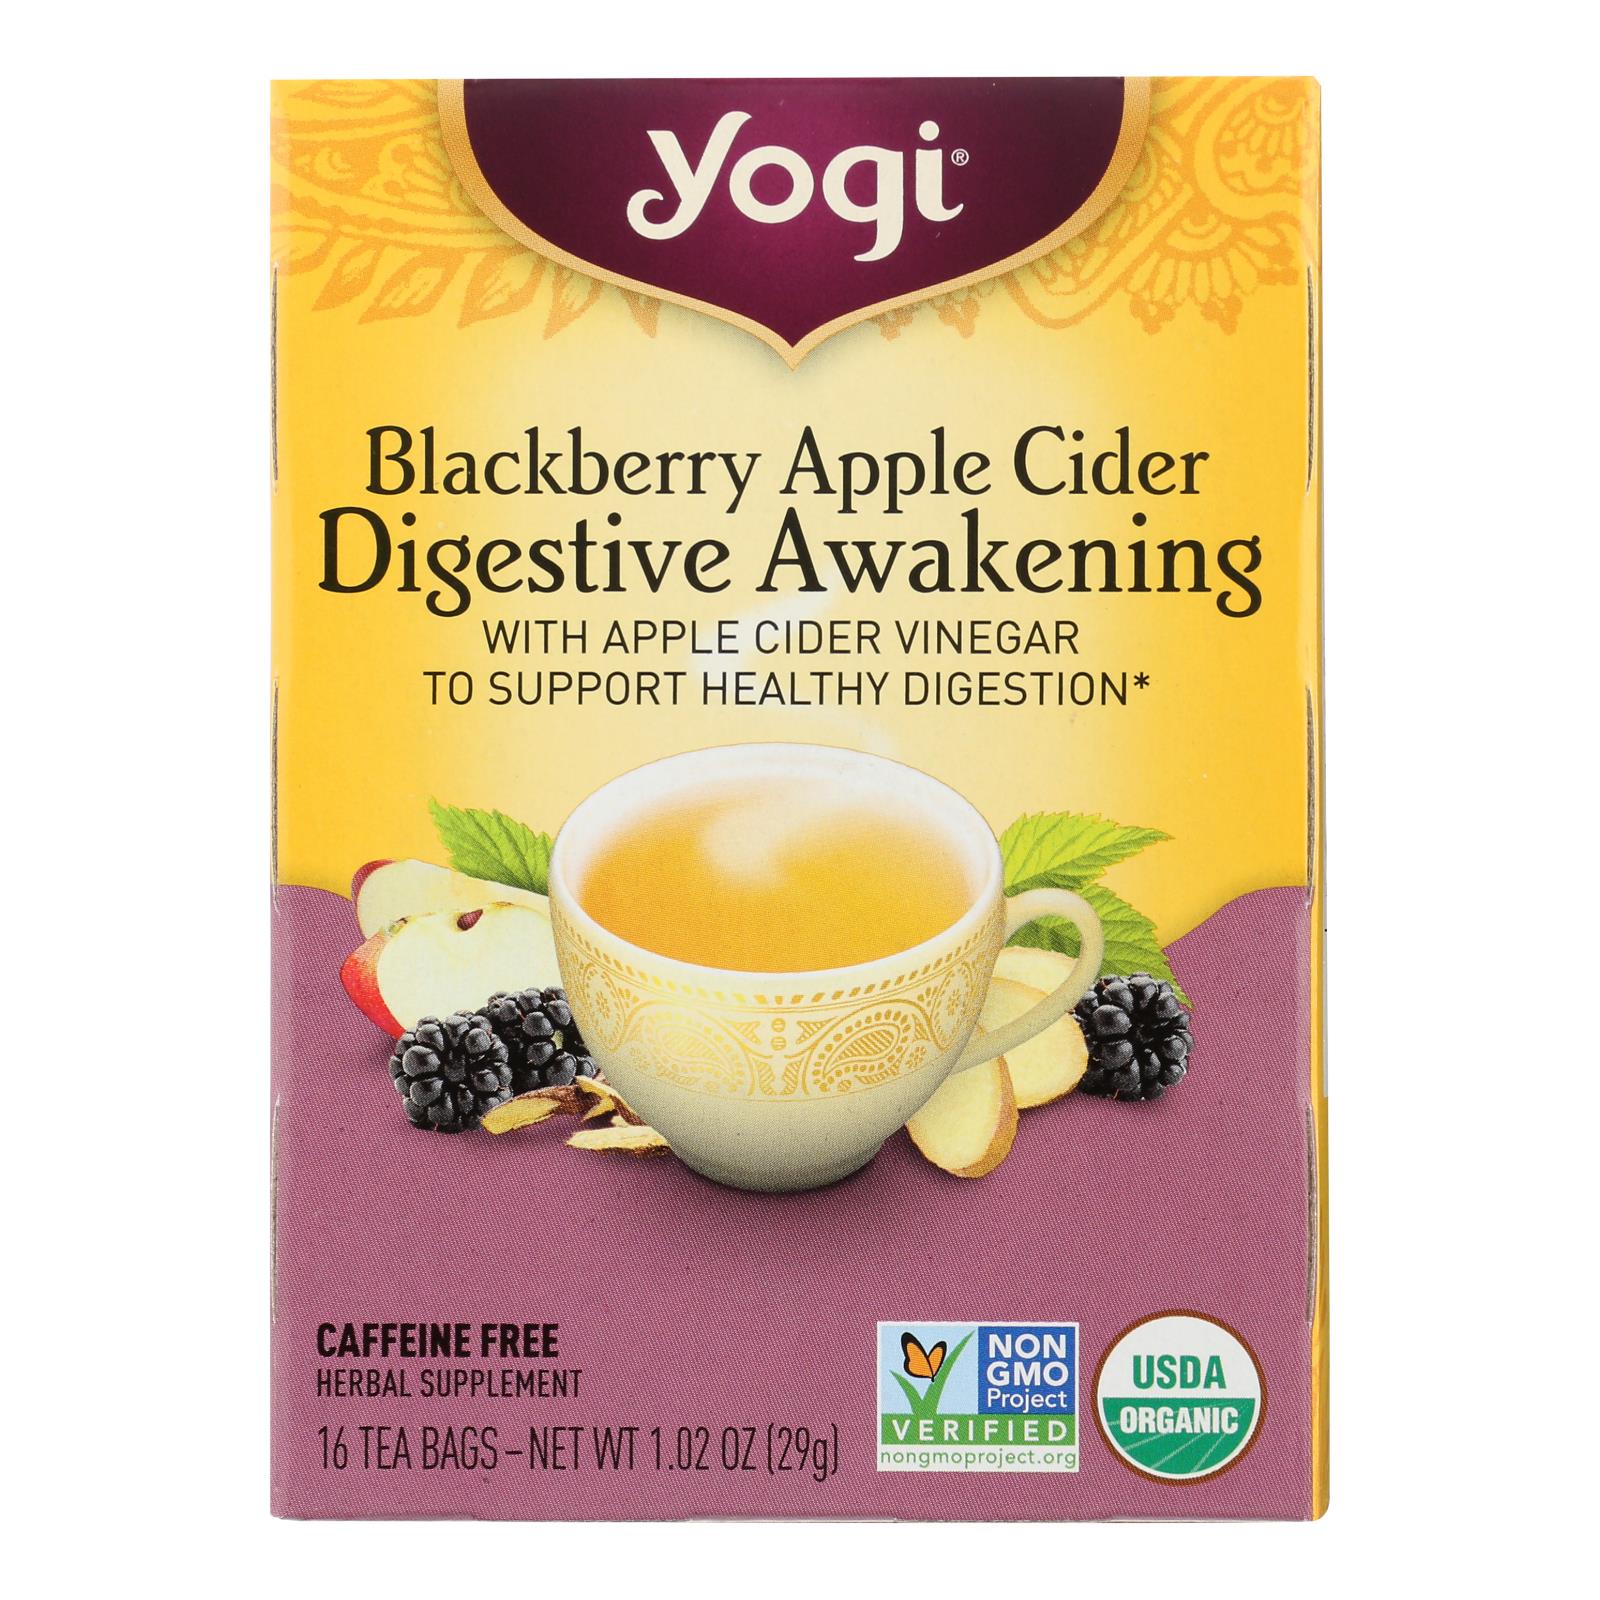 yogi®
Blackberry Apple Cider
Digestive Awakening
WITH APPLE CIDER VINEGAR
TO SUPPORT HEALTHY DIGESTION*
CAFFEINE FREE
HERBAL SUPPLEMENT
16 TEA BAGS – NET WT 1.02 OZ (29g)
NON
GMO
Project
VERIFIED
nongmoproject.org
USDA
ORGANIC